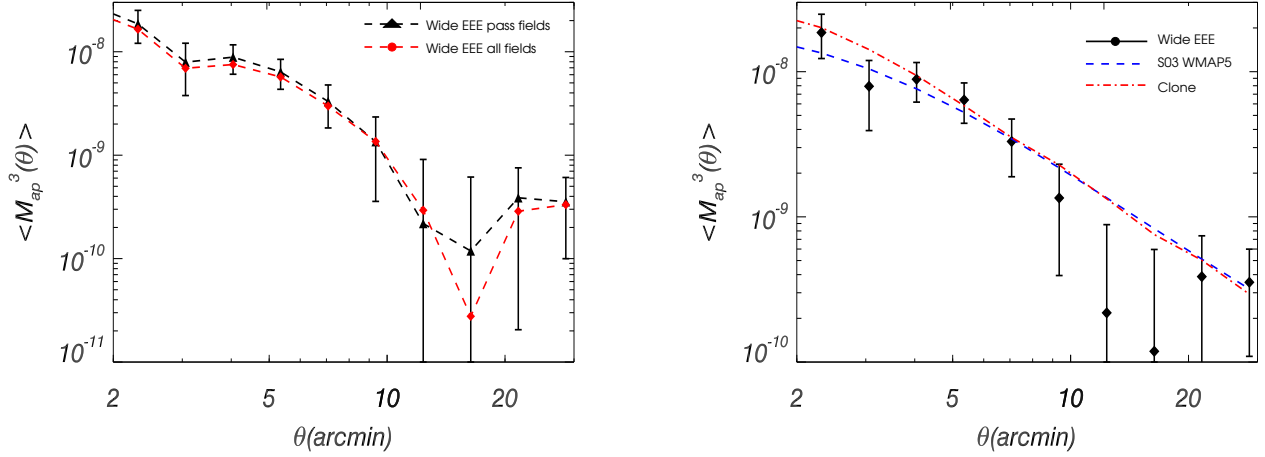 Wide EEE pass fields
Wide EEE all fields
<M_ap^3(θ)>
10^-8
10^-9
10^-10
10^-11
2 5 10 20
θ(arcmin)
Wide EEE
S03 WMAP5
Clone
<M_ap^3(θ)>
10^-8
10^-9
10^-10
2 5 10 20
θ(arcmin)